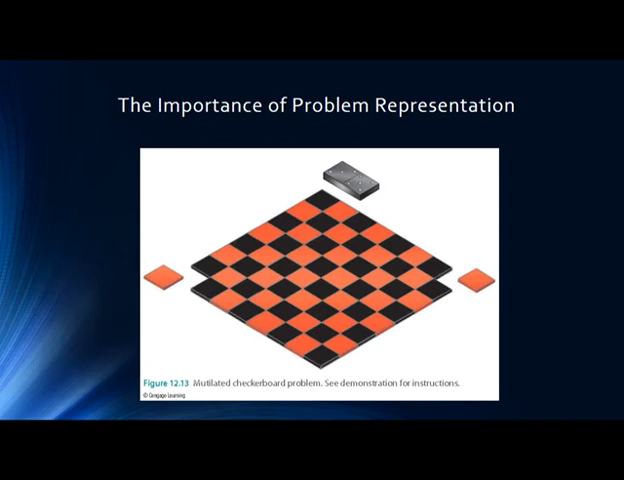 The Importance of Problem Representation
Figure 12.13 Mutilated checkerboard problem. See demonstration for instructions.
© Cengage Learning